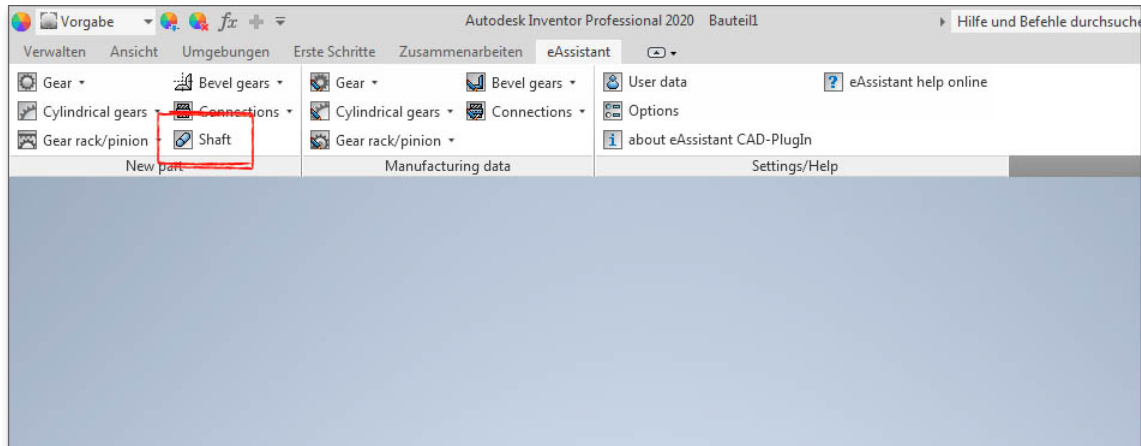 Vorgabe fx Autodesk Inventor Professional 2020 Bauteil1 Hilfe und Befehle durchsuche
Verwalten Ansicht Umgebungen Erste Schritte Zusammenarbeiten eAssistant
Gear Bevel gears Gear Bevel gears User data ? eAssistant help online
Cylindrical gears Connections Cylindrical gears Connections Options
Gear rack/pinion Shaft Gear rack/pinion i about eAssistant CAD-PlugIn
New part Manufacturing data Settings/Help